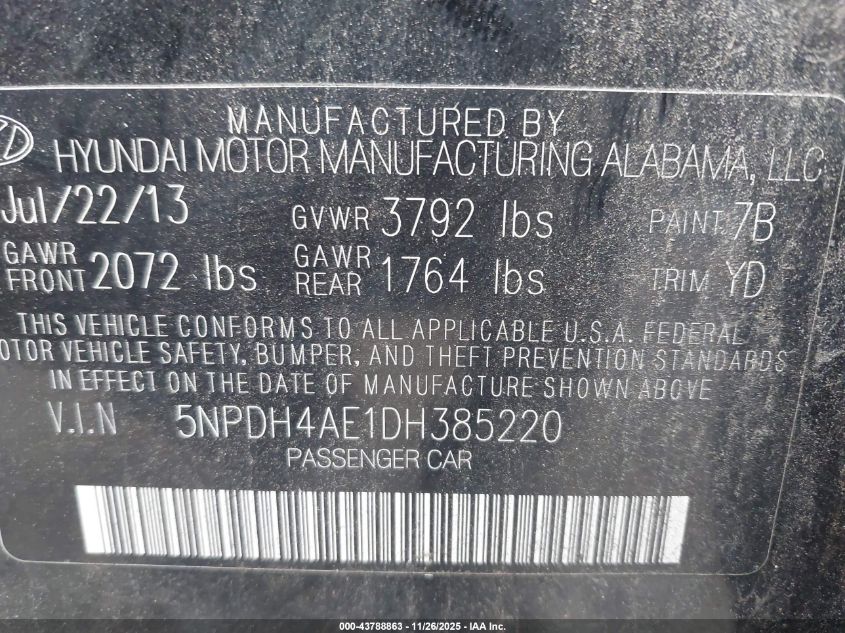 MANUFACTURED BY
HYUNDAI MOTOR MANUFACTURING ALABAMA, LLC
Jul/22/13 GVWR 3792 lbs PAINT 7B
GAWR FRONT 2072 lbs GAWR REAR 1764 lbs TRIM YD
THIS VEHICLE CONFORMS TO ALL APPLICABLE U.S.A. FEDERAL
OTOR VEHICLE SAFETY, BUMPER, AND THEFT PREVENTION STANDARDS
IN EFFECT ON THE DATE OF MANUFACTURE SHOWN ABOVE.
V.I.N 5NPDH4AE1DH385220
PASSENGER CAR
000-43788863 - 11/26/2025 - IAA Inc.